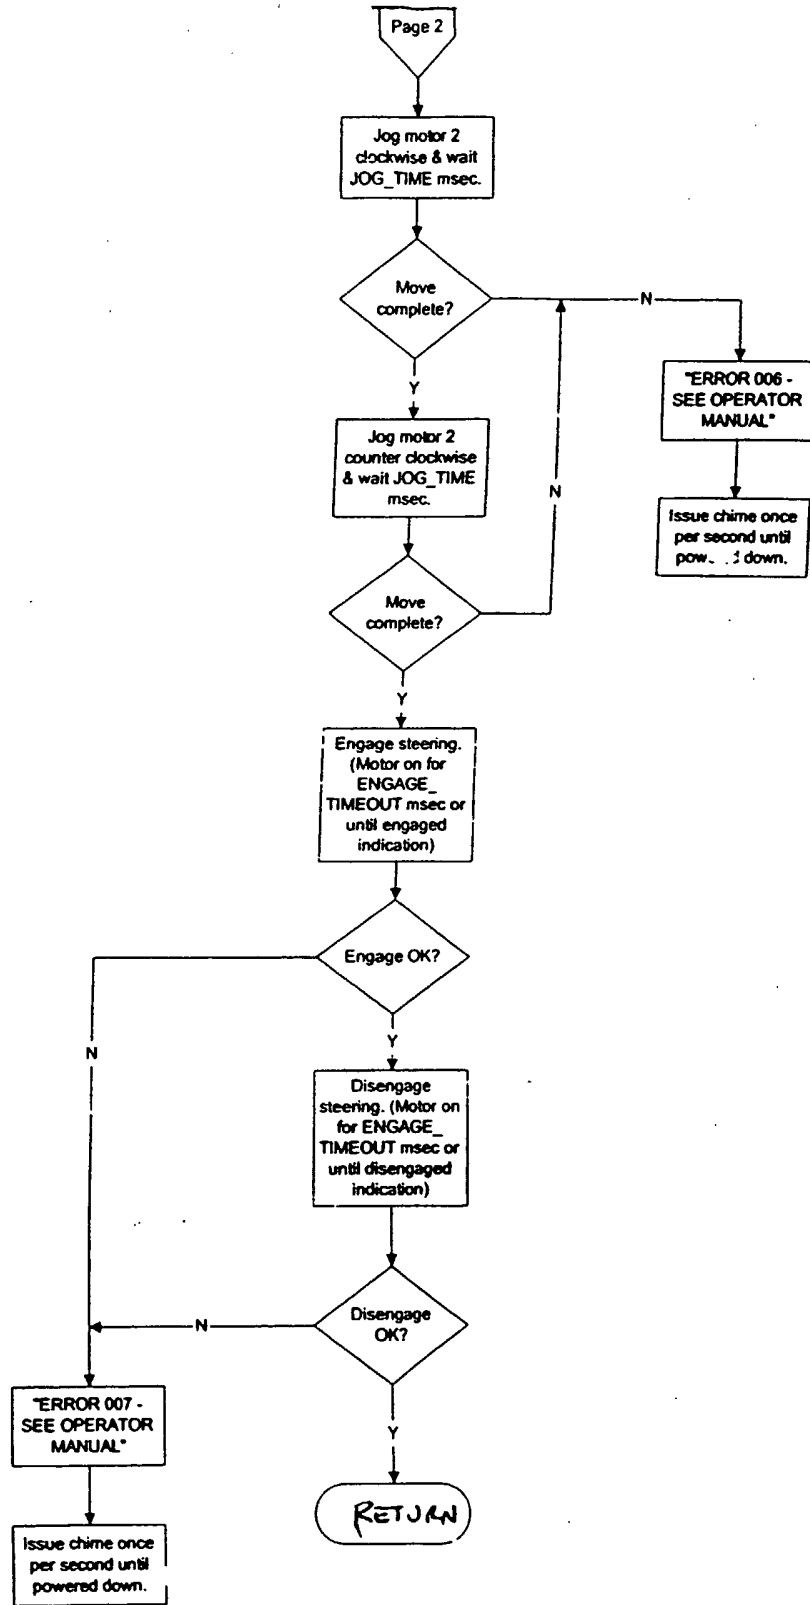 Page 2
Jog motor 2
clockwise & wait
JOG_TIME msec.
Move
complete?
N
Y
"ERROR 006 -
SEE OPERATOR
MANUAL"
Jog motor 2
counter clockwise
& wait JOG_TIME
msec.
N
Issue chime once
per second until
down.
Move
complete?
Y
Engage steering.
(Motor on for
ENGAGE_
TIMEOUT msec or
until engaged
indication)
Engage OK?
N
Y
Disengage
steering. (Motor on
for ENGAGE_
TIMEOUT msec or
until disengaged
indication)
Disengage
OK?
N
"ERROR 007 -
SEE OPERATOR
MANUAL"
Y
RETURN
Issue chime once
per second until
powered down.